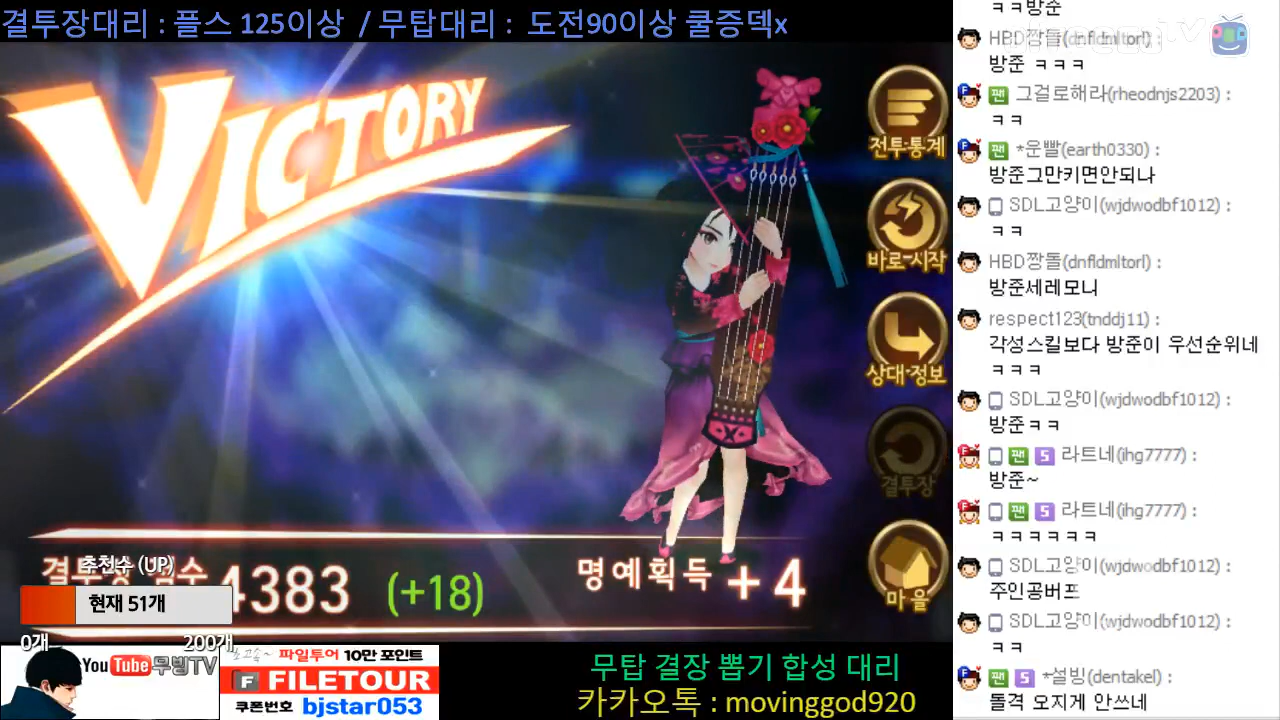 결투장대리 : 플스 125이상 / 무탑대리 : 도전90이상 쿨증덱x
VICTORY
전투-통계
바로-시작
상대-정보
결투장
마을
추천수 (UP)
현재 51개
0개
200개
4383 (+18)
명예획득 +4
YouTube 무빙TV
파일투어 10만 포인트
FILETOUR
쿠폰번호 bjstar053
무탑 결장 뽑기 합성 대리
카카오톡 : movinggod920
ㅋㅋ방준
HBD짱돌(dnfldmltorl) :
방준 ㅋㅋㅋ
팬 그걸로해라(rheodnjs2203) :
ㅋㅋ
팬 *운빨(earth0330) :
방준그만키면안되나
SDL고양이(wjdwodbf1012) :
ㅋㅋ
HBD짱돌(dnfldmltorl) :
방준세레모니
respect123(tnddj11) :
각성스킬보다 방준이 우선순위네
ㅋㅋㅋ
SDL고양이(wjdwodbf1012) :
방준ㅋㅋ
팬 S 라트네(ihg7777) :
방준~
팬 S 라트네(ihg7777) :
ㅋㅋㅋㅋㅋㅋ
SDL고양이(wjdwodbf1012) :
주인공버프
SDL고양이(wjdwodbf1012) :
ㅋㅋ
팬 S *설빙(dentakel) :
돌격 오지게 안쓰네